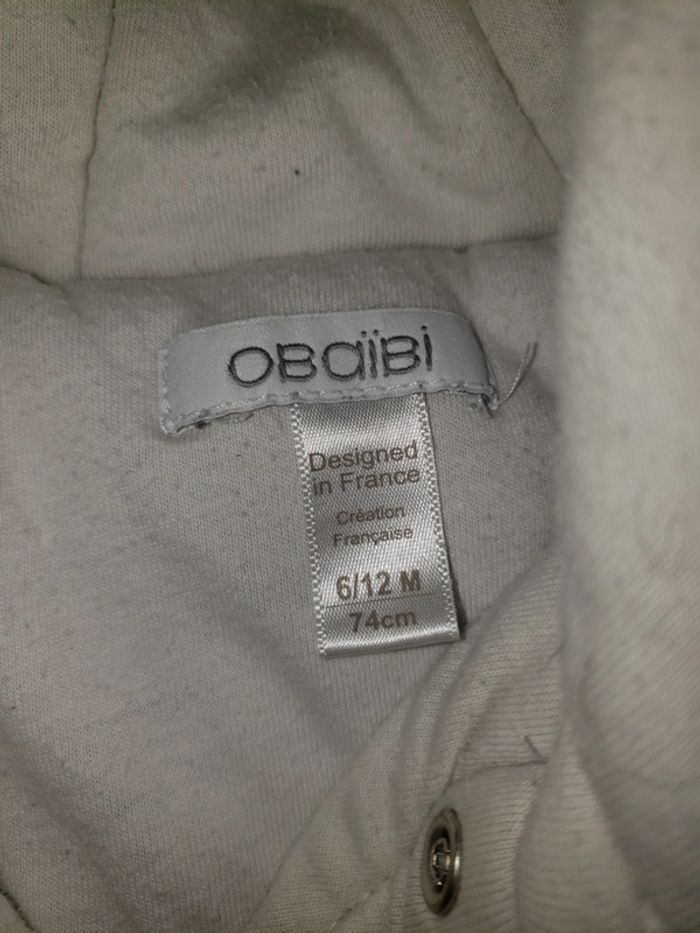 OBaïBi
Designed
in France
Création
Française
6/12 M
74cm